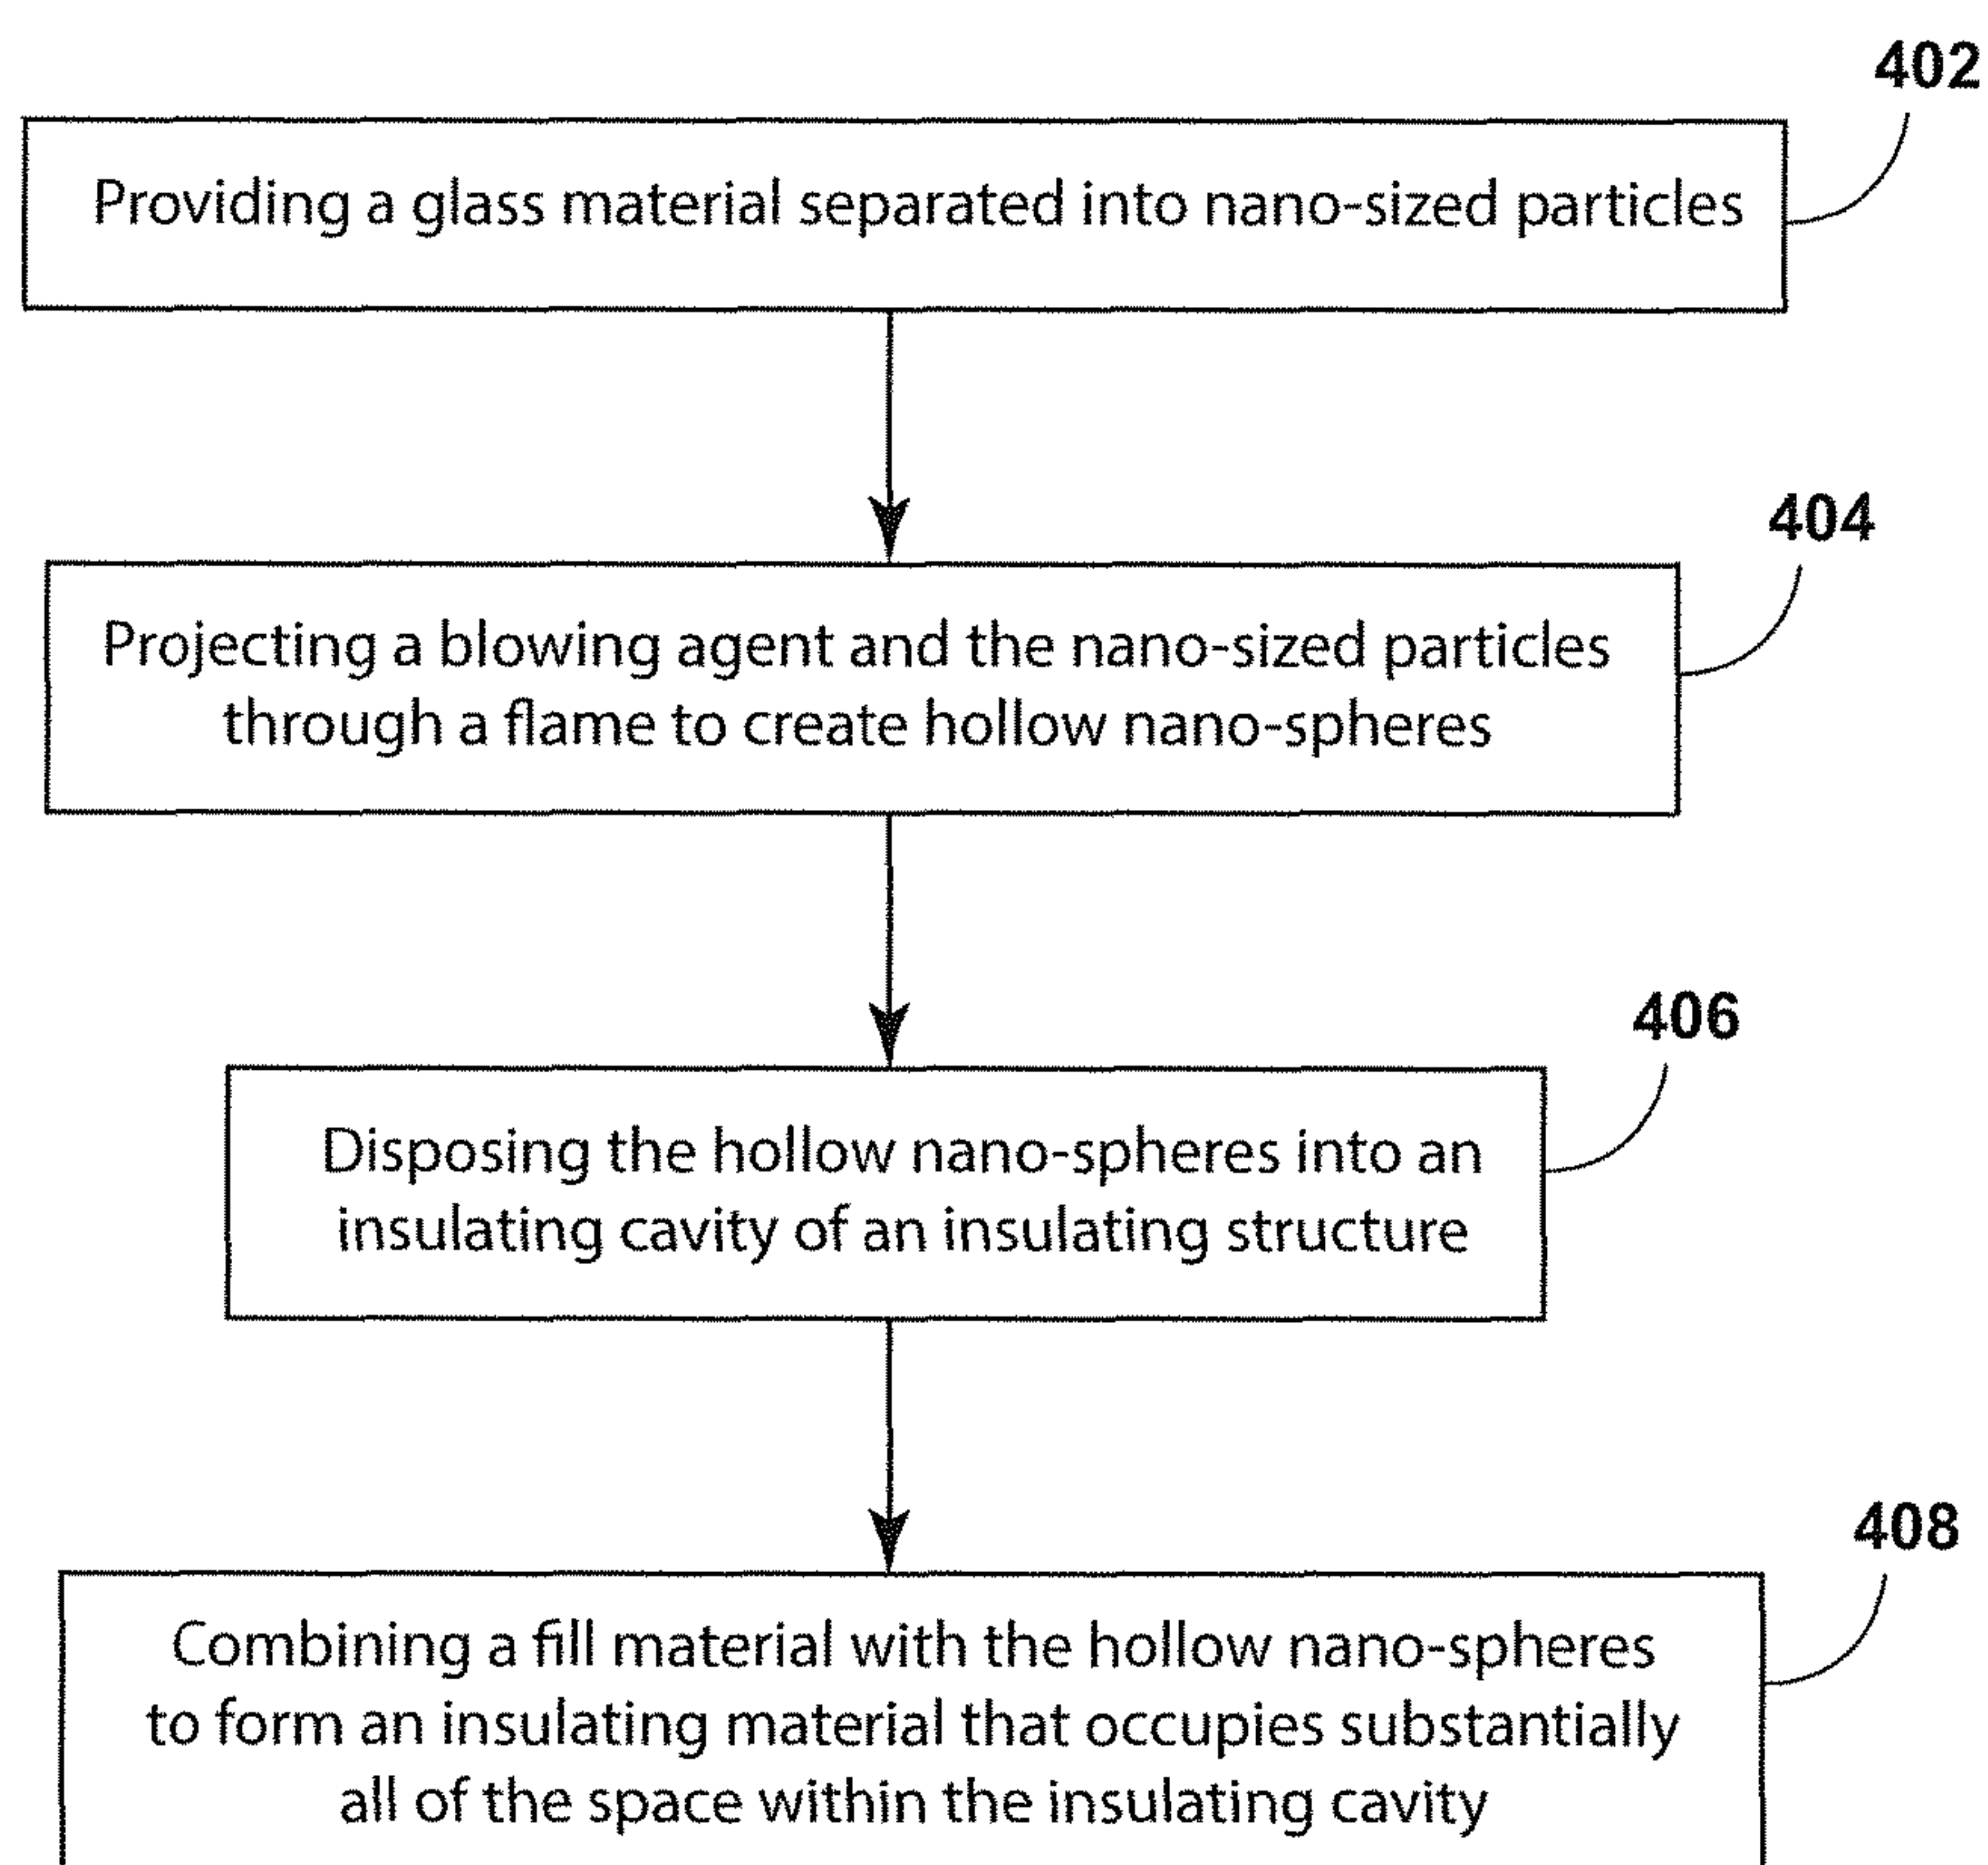 402
Providing a glass material separated into nano-sized particles
404
Projecting a blowing agent and the nano-sized particles
through a flame to create hollow nano-spheres
406
Disposing the hollow nano-spheres into an
insulating cavity of an insulating structure
408
Combining a fill material with the hollow nano-spheres
to form an insulating material that occupies substantially
all of the space within the insulating cavity